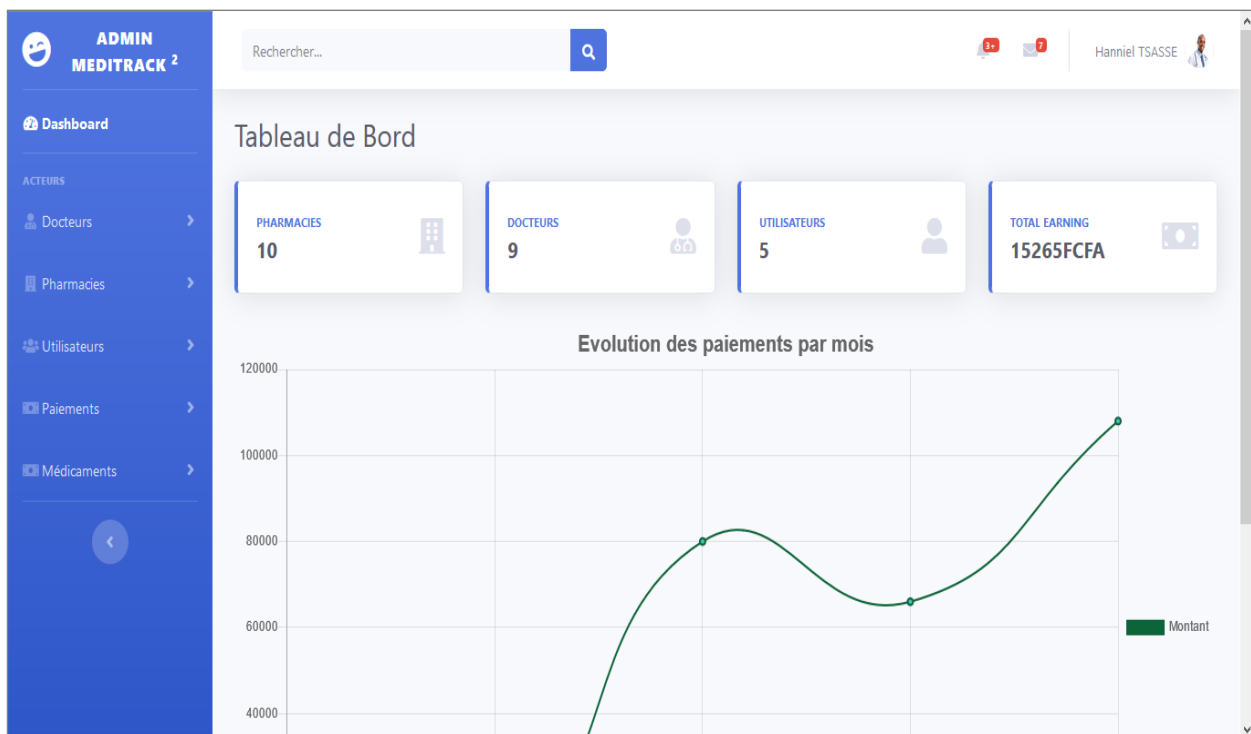 ADMIN
MEDITRACK 2
Rechercher...
3+
7
Hanniel TSASSE
Dashboard
ACTEURS
Docteurs
Pharmacies
Utilisateurs
Paiements
Médicaments
Tableau de Bord
PHARMACIES
10
DOCTEURS
9
UTILISATEURS
5
TOTAL EARNING
15265FCFA
Evolution des paiements par mois
120000
100000
80000
60000
40000
Montant